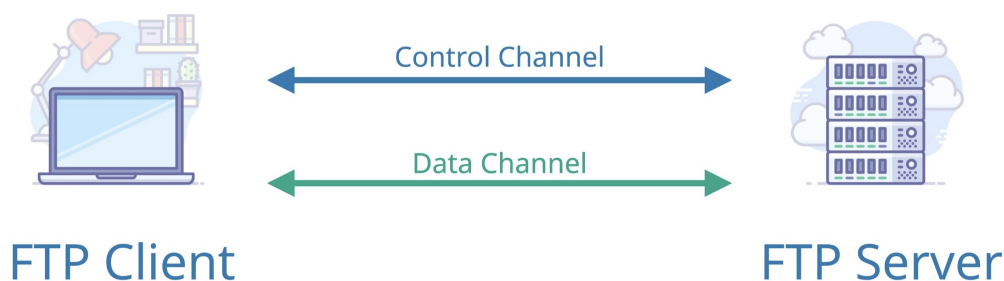 Control Channel
Data Channel
FTP Client
FTP Server